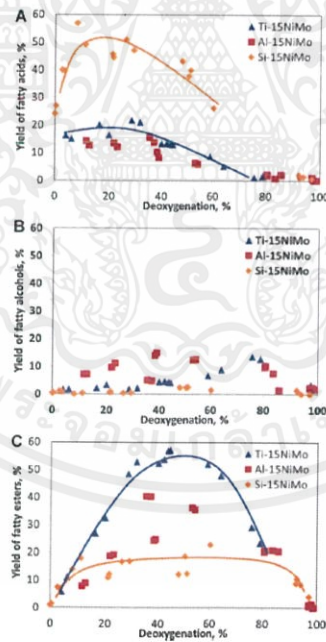 A
60
50
40
30
20
10
0
Yield of fatty acids, %
Ti-15NiMo
Al-15NiMo
Si-15NiMo
0 20 40 60 80 100
Deoxygenation, %
B
60
50
40
30
20
10
0
Yield of fatty alcohols, %
Ti-15NiMo
Al-15NiMo
Si-15NiMo
0 20 40 60 80 100
Deoxygenation, %
C
60
50
40
30
20
10
0
Yield of fatty esters, %
Ti-15NiMo
Al-15NiMo
Si-15NiMo
0 20 40 60 80 100
Deoxygenation, %